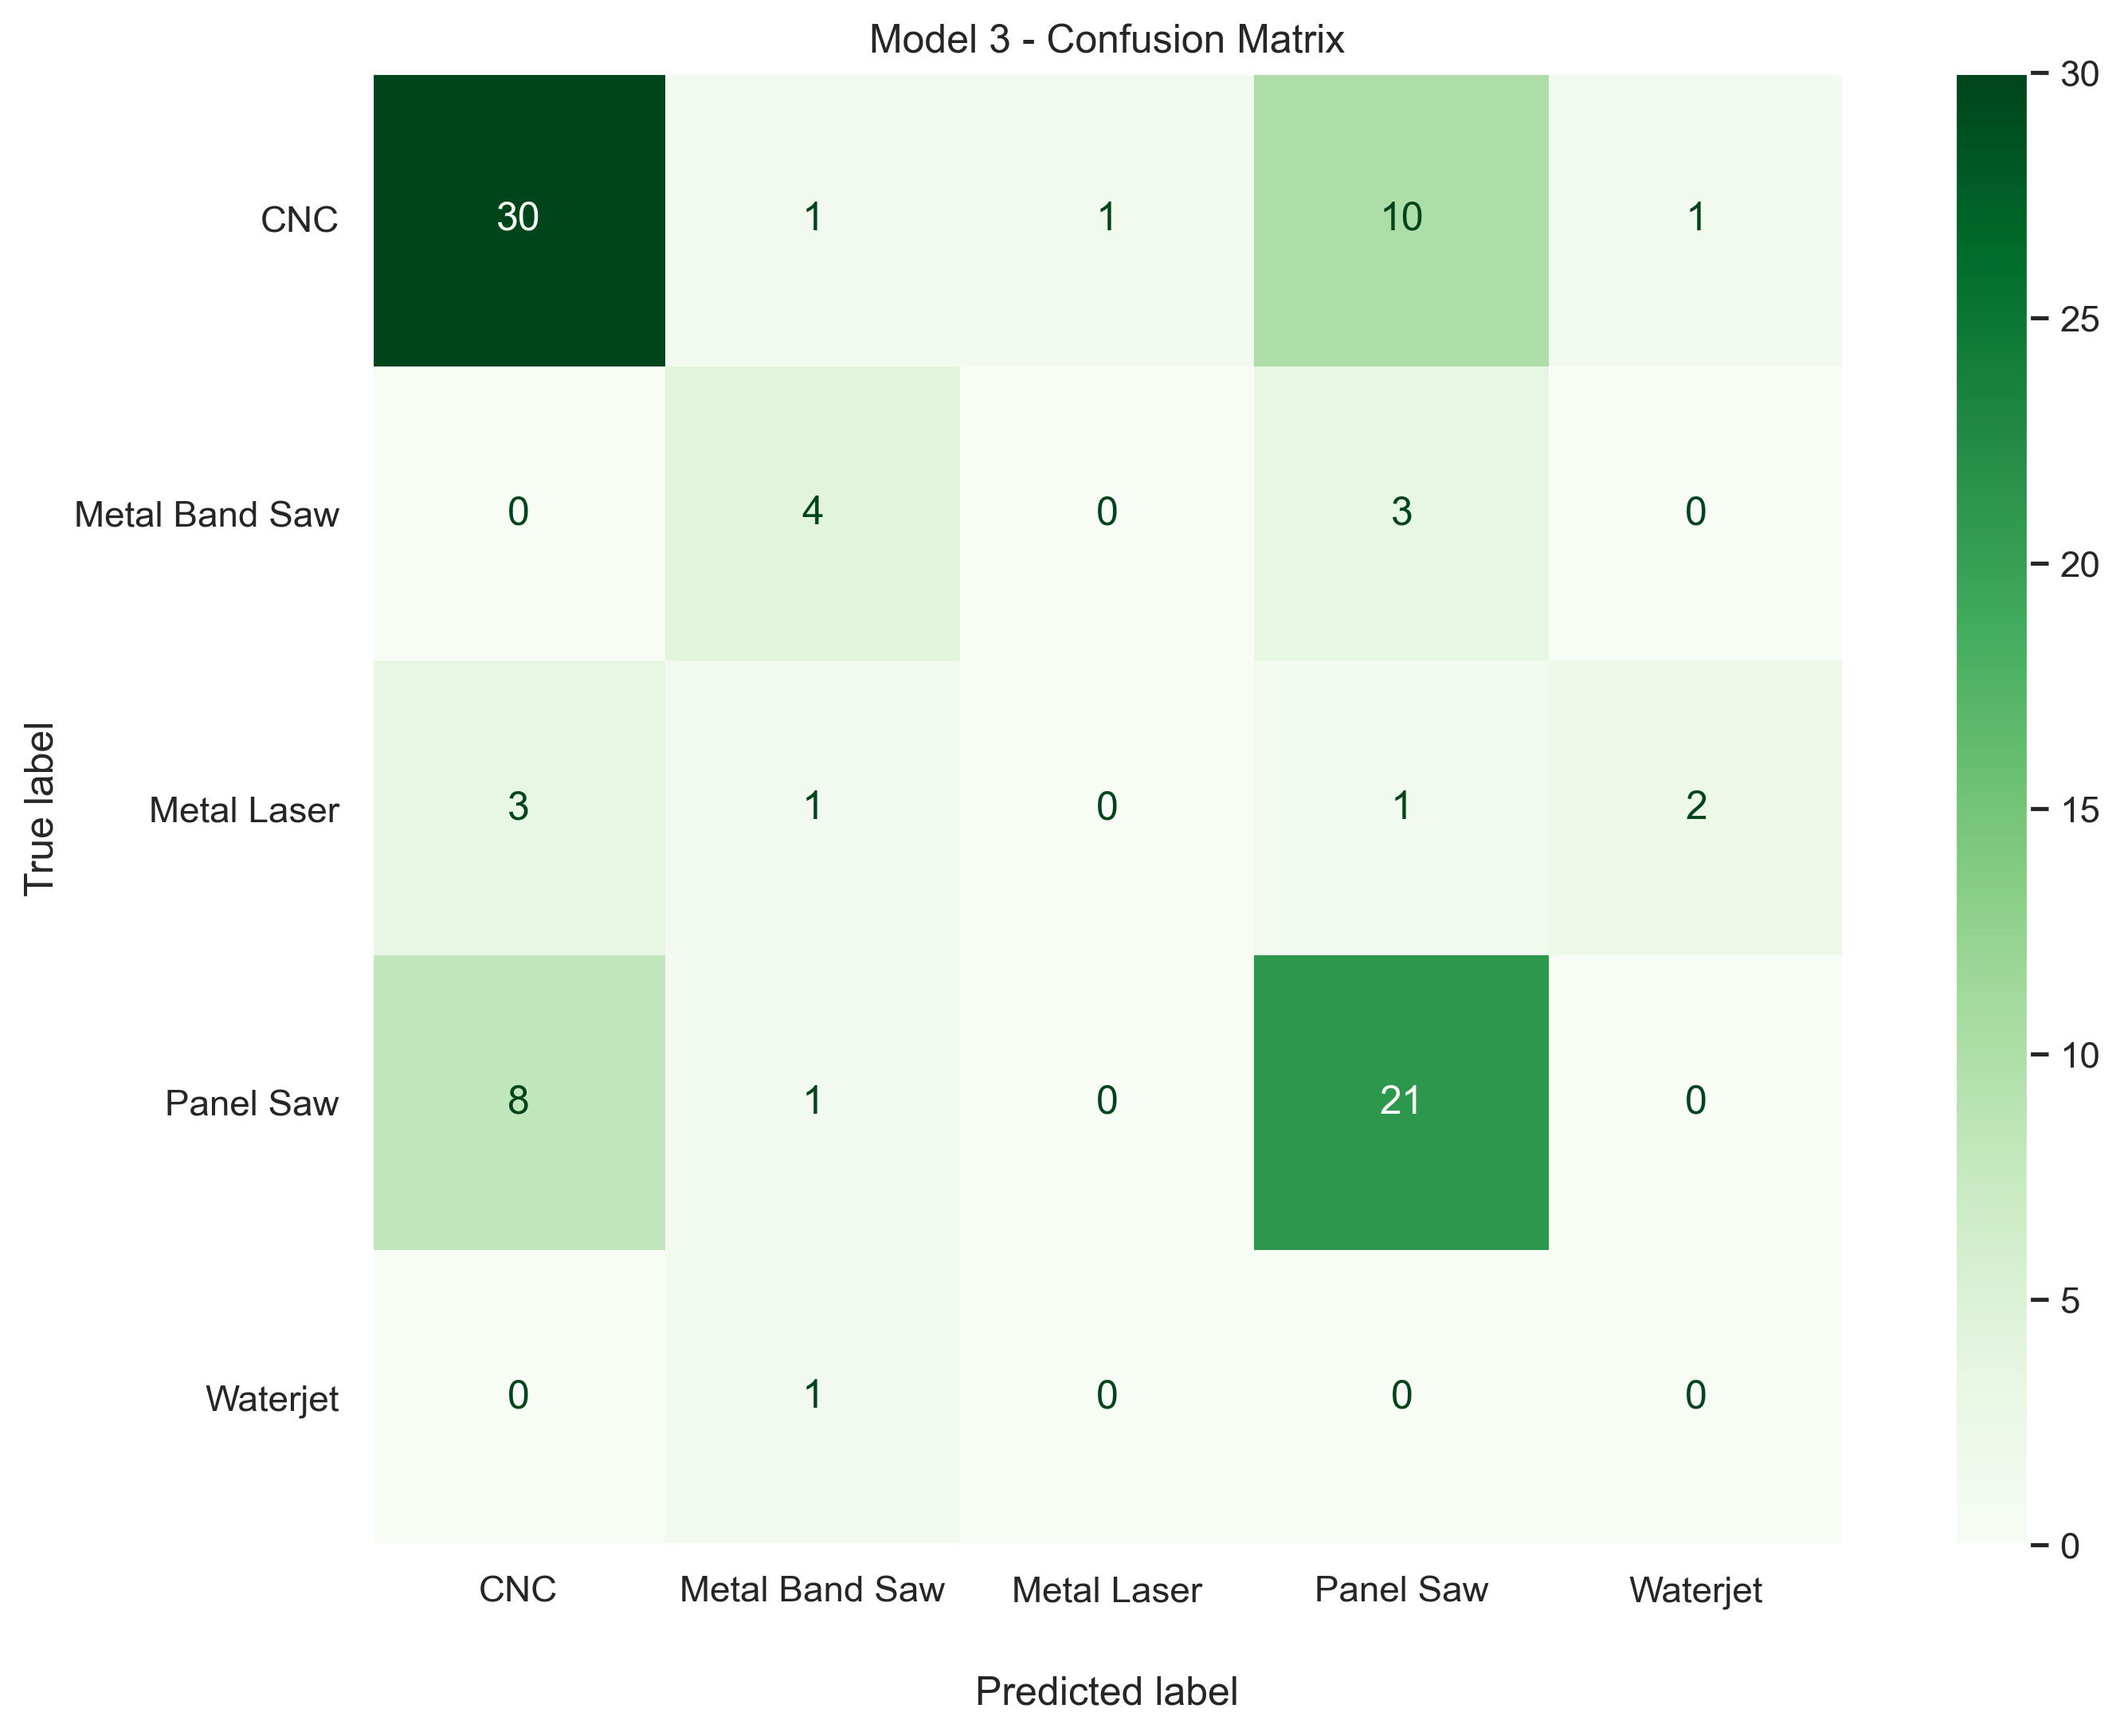 Model 3 - Confusion Matrix
True label
CNC 30 1 1 10 1
Metal Band Saw 0 4 0 3 0
Metal Laser 3 1 0 1 2
Panel Saw 8 1 0 21 0
Waterjet 0 1 0 0 0
CNC Metal Band Saw Metal Laser Panel Saw Waterjet
Predicted label
30
25
20
15
10
5
0